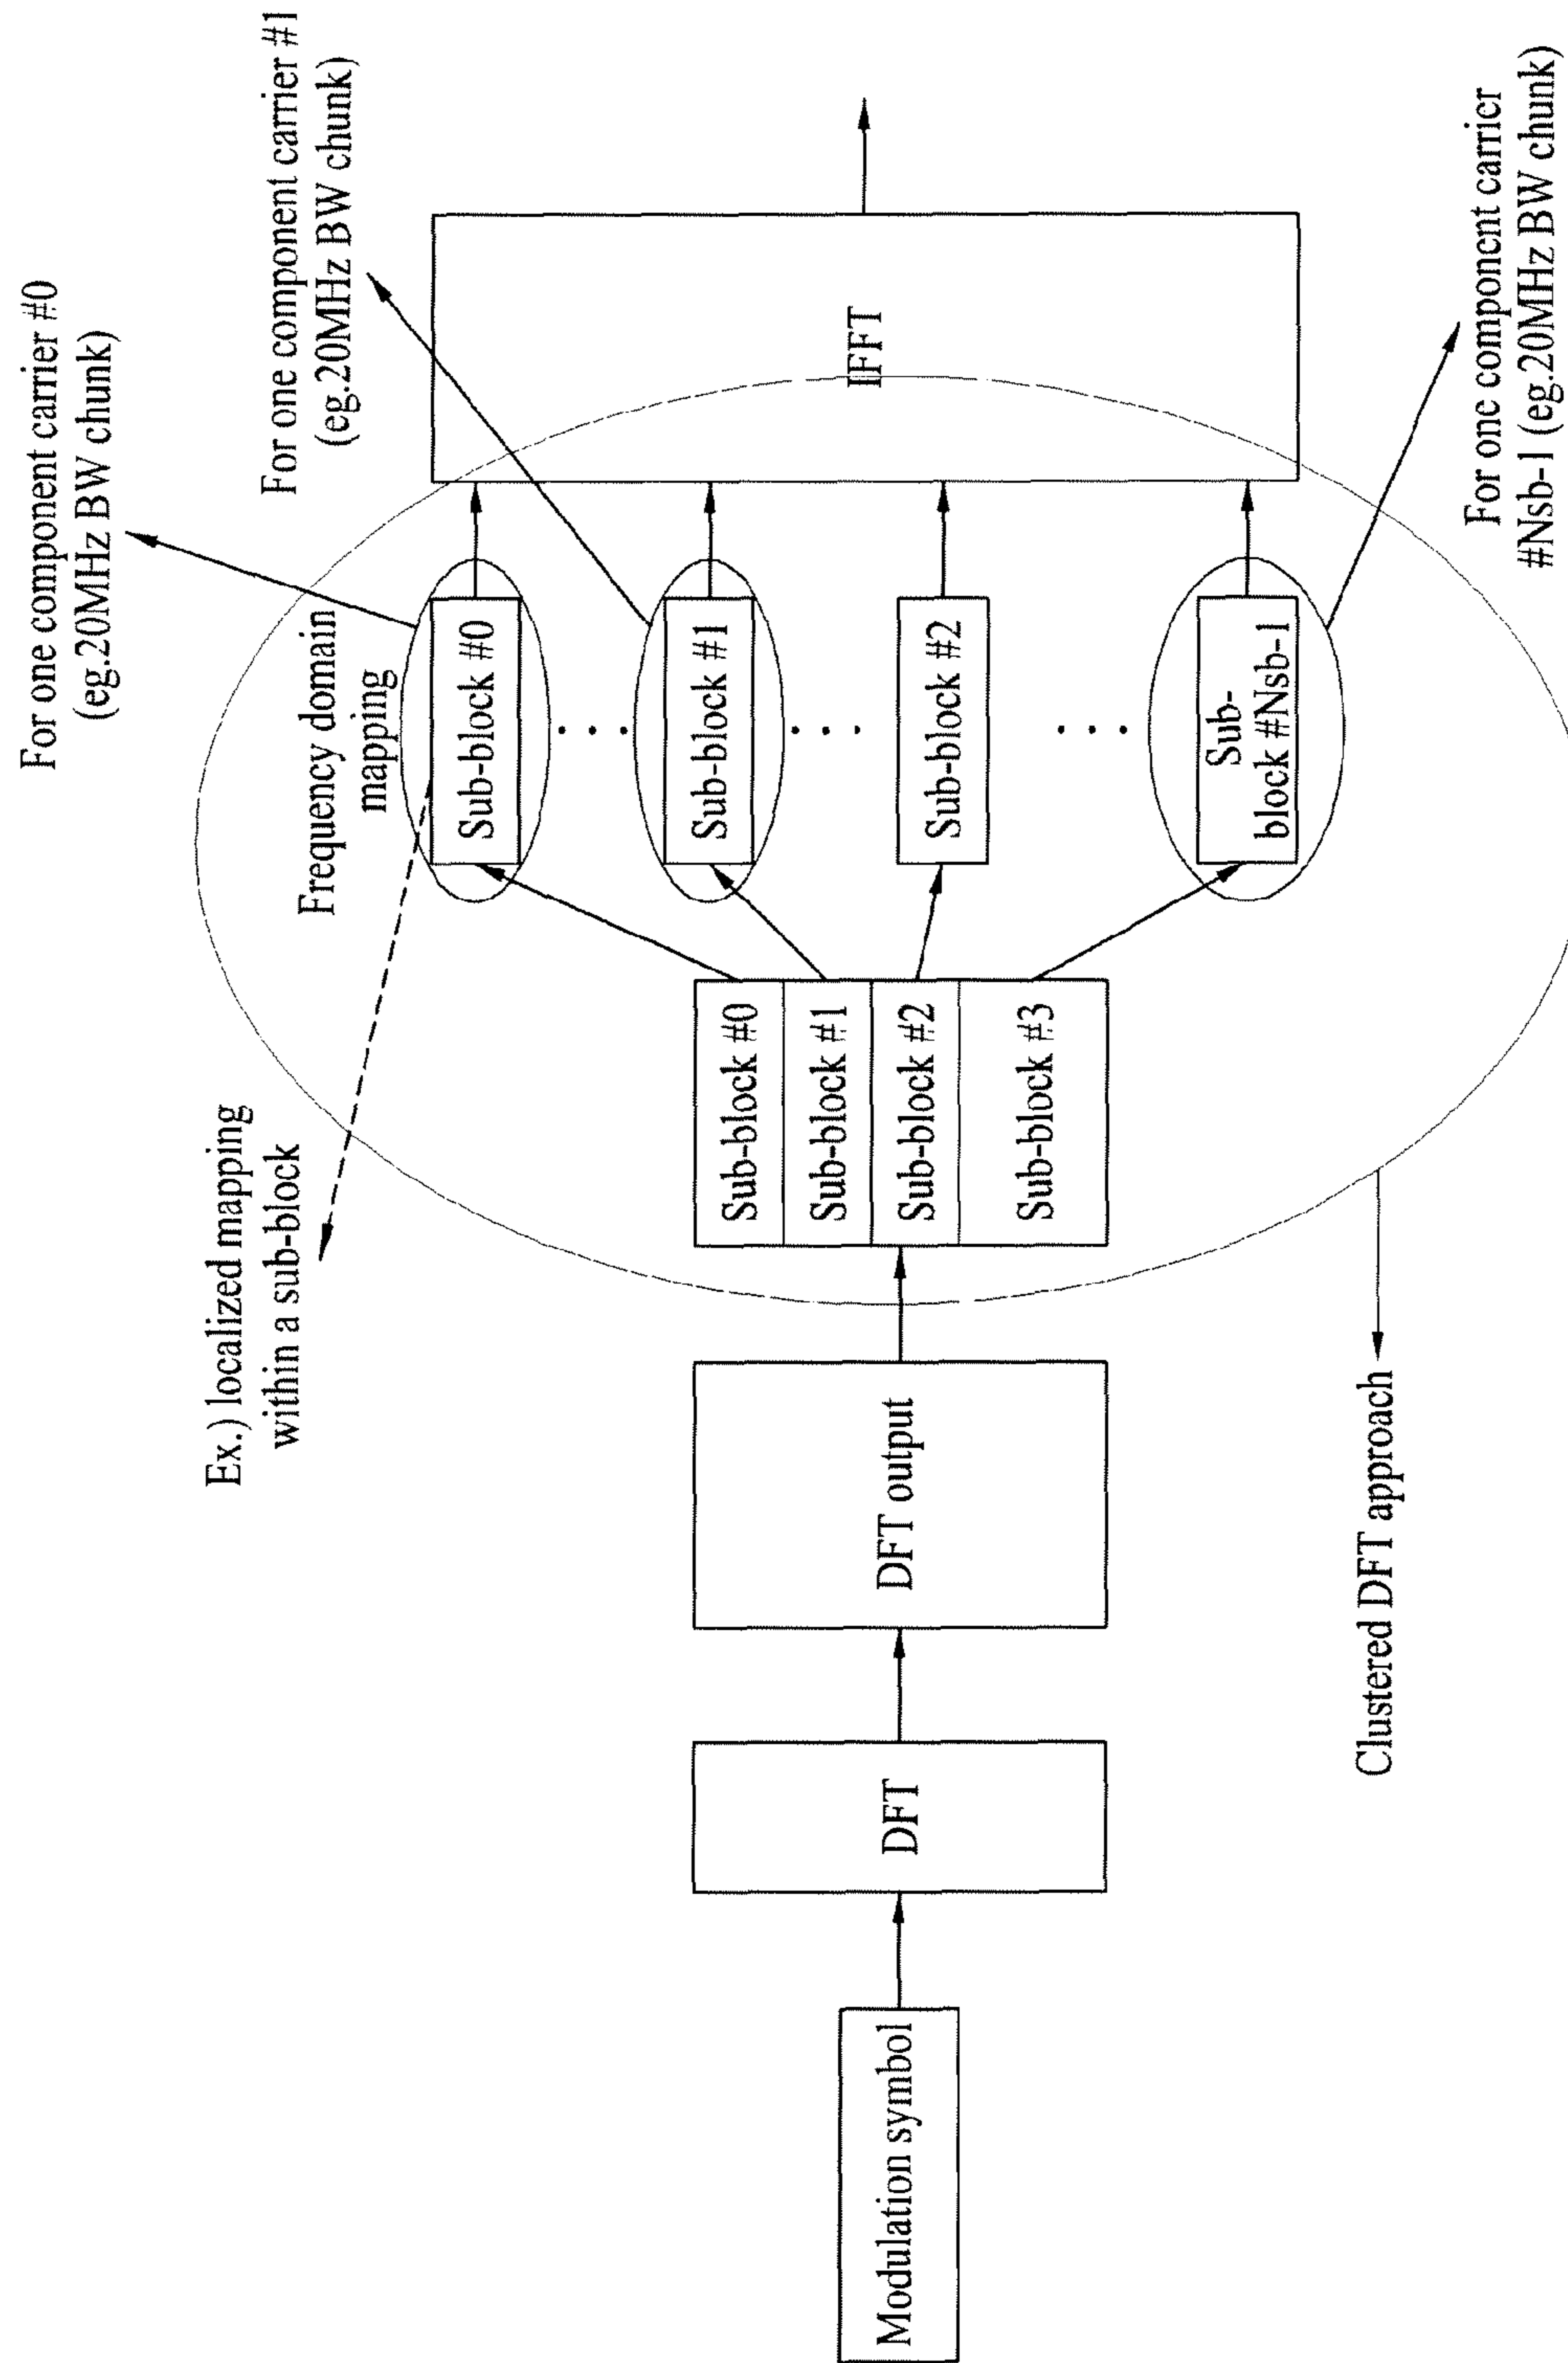 For one component carrier #0
(eg.20MHz BW chunk)
For one component carrier #1
(eg.20MHz BW chunk)
Ex.) localized mapping
within a sub-block
Frequency domain
mapping
Modulation symbol
DFT
DFT output
Sub-block #0
Sub-block #1
Sub-block #2
Sub-block #3
Sub-block #0
Sub-block #1
Sub-block #2
Sub-
block #Nsb-1
IFFT
Clustered DFT approach
For one component carrier
#Nsb-1 (eg.20MHz BW chunk)